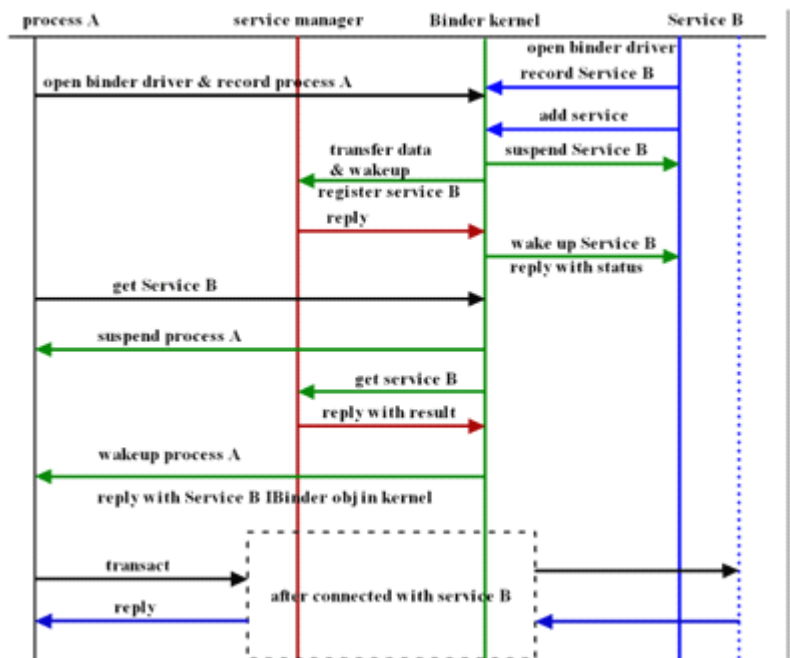 process A
service manager
Binder kernel
Service B
open binder driver
record Service B
open binder driver & record process A
add service
transfer data
& wakeup
suspend Service B
register service B
reply
wake up Service B
reply with status
get Service B
suspend process A
get service B
reply with result
wakeup process A
reply with Service B IBinder obj in kernel
transact
after connected with service B
reply